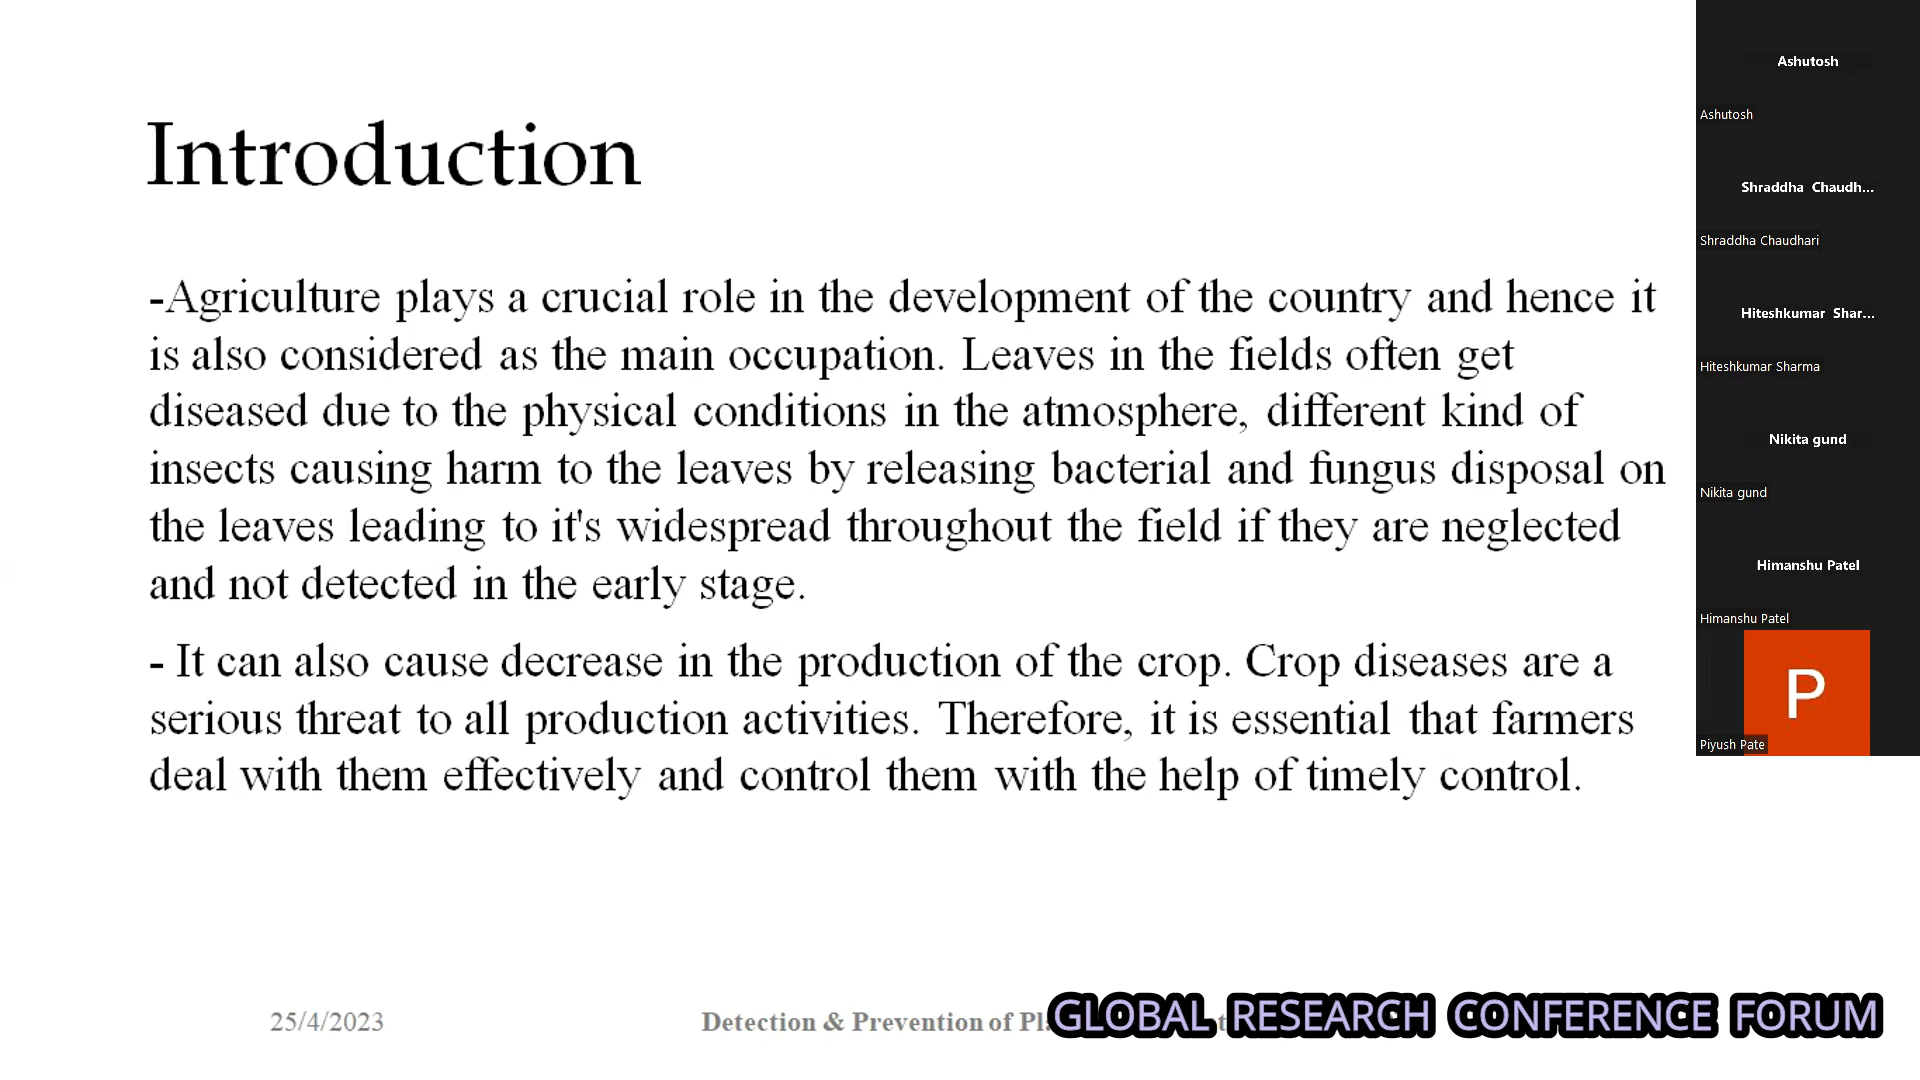 Introduction
-Agriculture plays a crucial role in the development of the country and hence it
is also considered as the main occupation. Leaves in the fields often get
diseased due to the physical conditions in the atmosphere, different kind of
insects causing harm to the leaves by releasing bacterial and fungus disposal on
the leaves leading to it's widespread throughout the field if they are neglected
and not detected in the early stage.
- It can also cause decrease in the production of the crop. Crop diseases are a
serious threat to all production activities. Therefore, it is essential that farmers
deal with them effectively and control them with the help of timely control.
25/4/2023
Detection & Prevention of
GLOBAL RESEARCH CONFERENCE FORUM
Ashutosh
Ashutosh
Shraddha Chaudh...
Shraddha Chaudhari
Hiteshkumar Shar...
Hiteshkumar Sharma
Nikita gund
Nikita gund
Himanshu Patel
Himanshu Patel
P
Piyush Pate